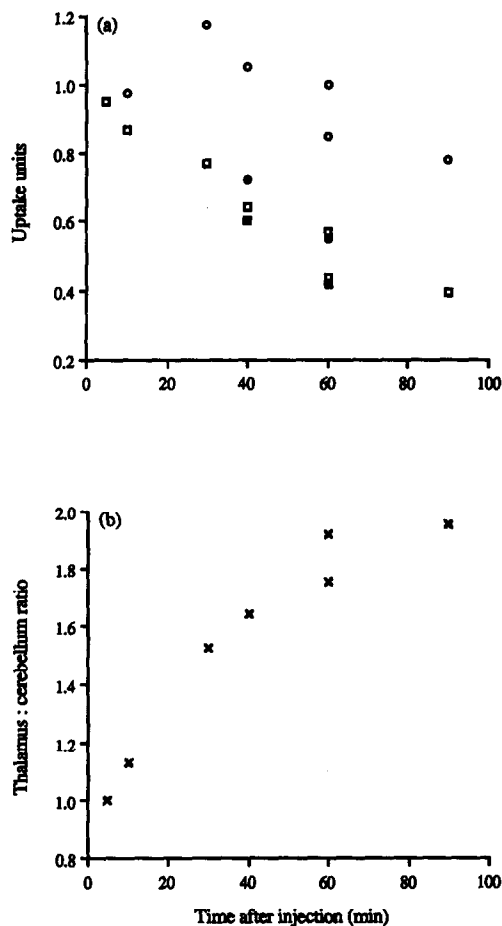 (a)
1.2
1.0
0.8
0.6
0.4
0.2
Uptake units
0 20 40 60 80 100
(b)
2.0
1.8
1.6
1.4
1.2
1.0
0.8
Thalamus : cerebellum ratio
0 20 40 60 80 100
Time after injection (min)